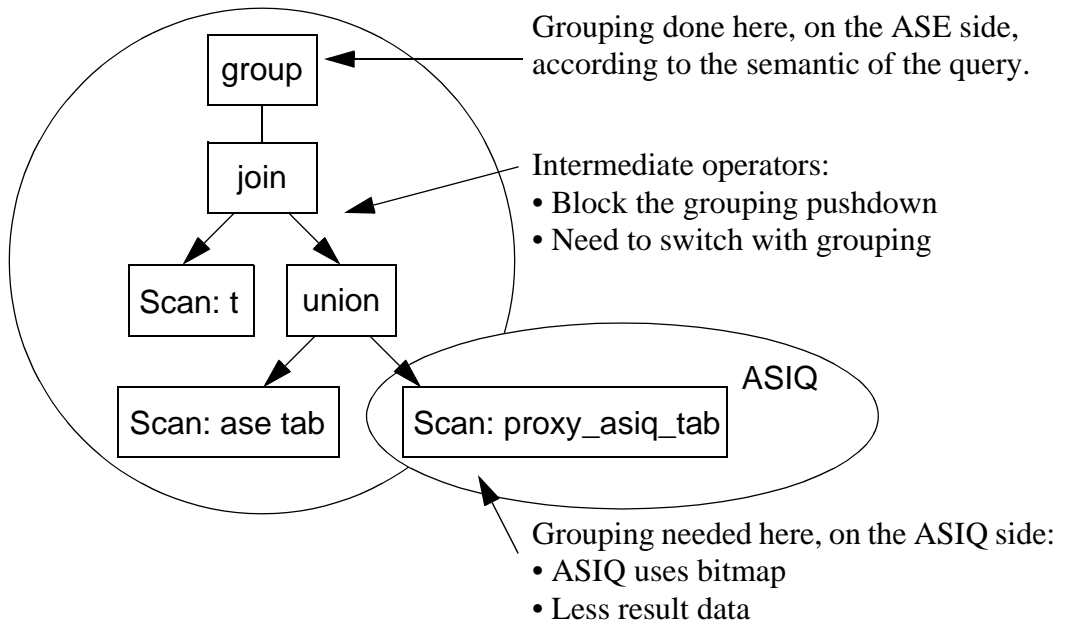 Grouping done here, on the ASE side,
according to the semantic of the query.
group
join
Intermediate operators:
• Block the grouping pushdown
• Need to switch with grouping
Scan: t
union
ASIQ
Scan: ase tab
Scan: proxy_asiq_tab
Grouping needed here, on the ASIQ side:
• ASIQ uses bitmap
• Less result data